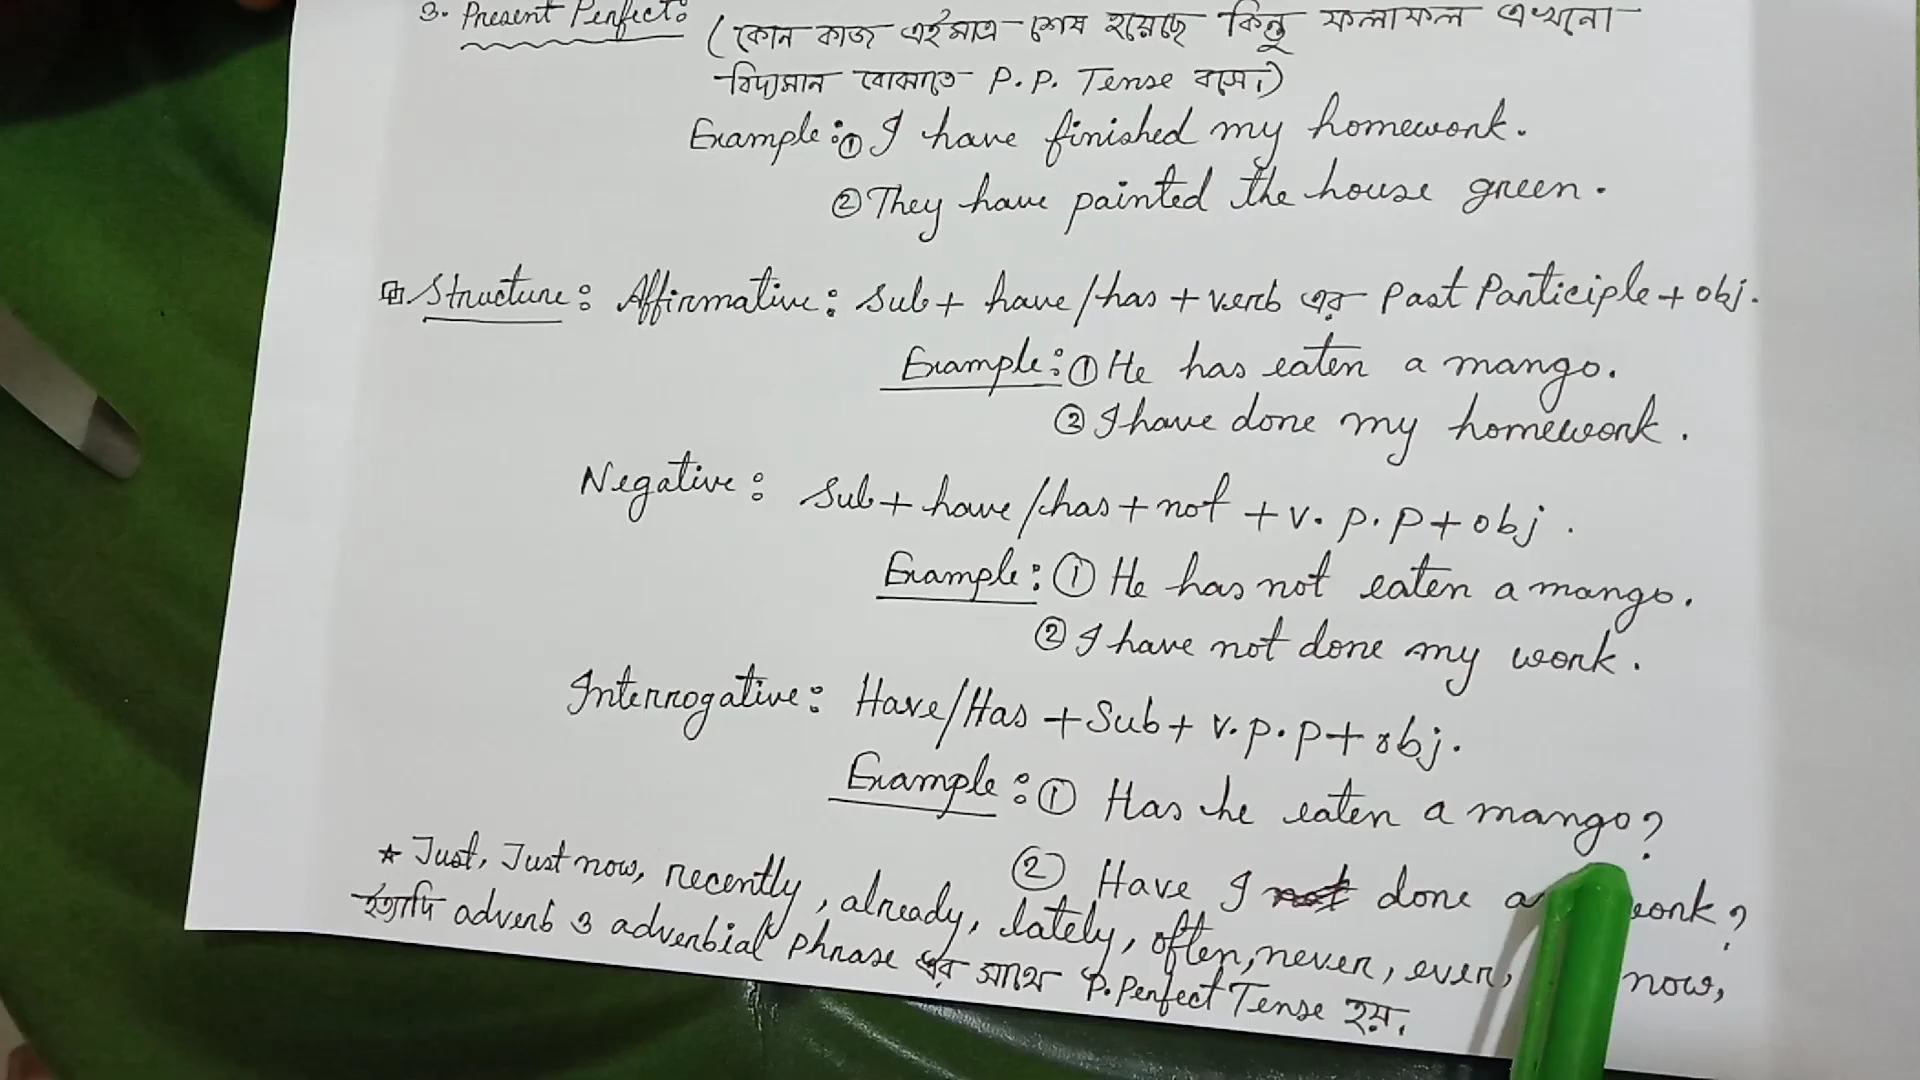 3. Present Perfect: (কোন কাজ এইমাত্র শেষ হয়েছে কিন্তু ফলাফল এখনো
বিদ্যমান বোঝাতে P.P. Tense বসে।)
Example: ① I have finished my homework.
② They have painted the house green.
Structure: Affirmative: Sub + have/has + verb এর Past Participle + obj.
Example: ① He has eaten a mango.
② I have done my homework.
Negative: Sub + have/has + not + v. p. p + obj.
Example: ① He has not eaten a mango.
② I have not done my work.
Interrogative: Have/Has + Sub + v. p. p + obj.
Example: ① Has he eaten a mango?
② Have I done
★ Just, Just now, recently, already, lately, often, never, ever, now,
ইত্যাদি adverb ও adverbial phrase এর সাথে P. Perfect Tense হয়.